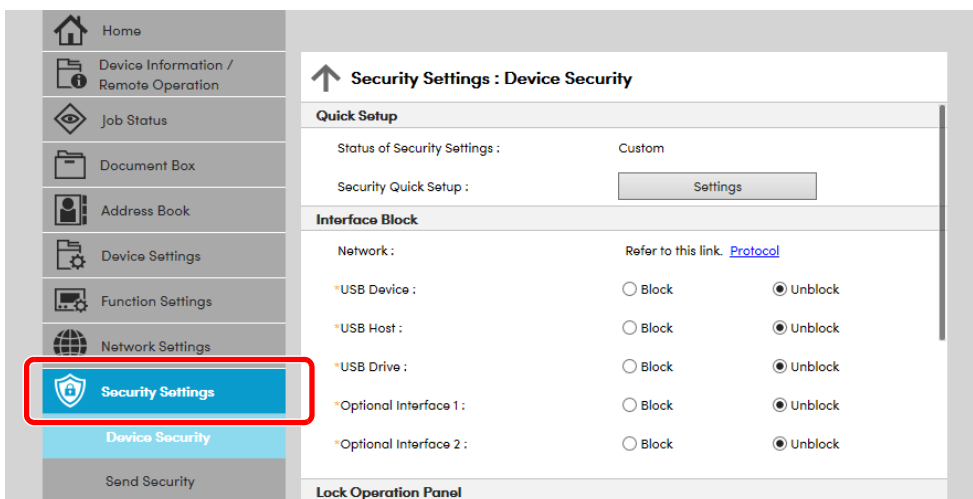 Home
Device Information /
Remote Operation
Job Status
Document Box
Address Book
Device Settings
Function Settings
Network Settings
Security Settings
Device Security
Send Security
Security Settings : Device Security
Quick Setup
Status of Security Settings : Custom
Security Quick Setup : Settings
Interface Block
Network : Refer to this link. Protocol
*USB Device : Block Unblock
*USB Host : Block Unblock
*USB Drive : Block Unblock
*Optional Interface 1 : Block Unblock
*Optional Interface 2 : Block Unblock
Lock Operation Panel